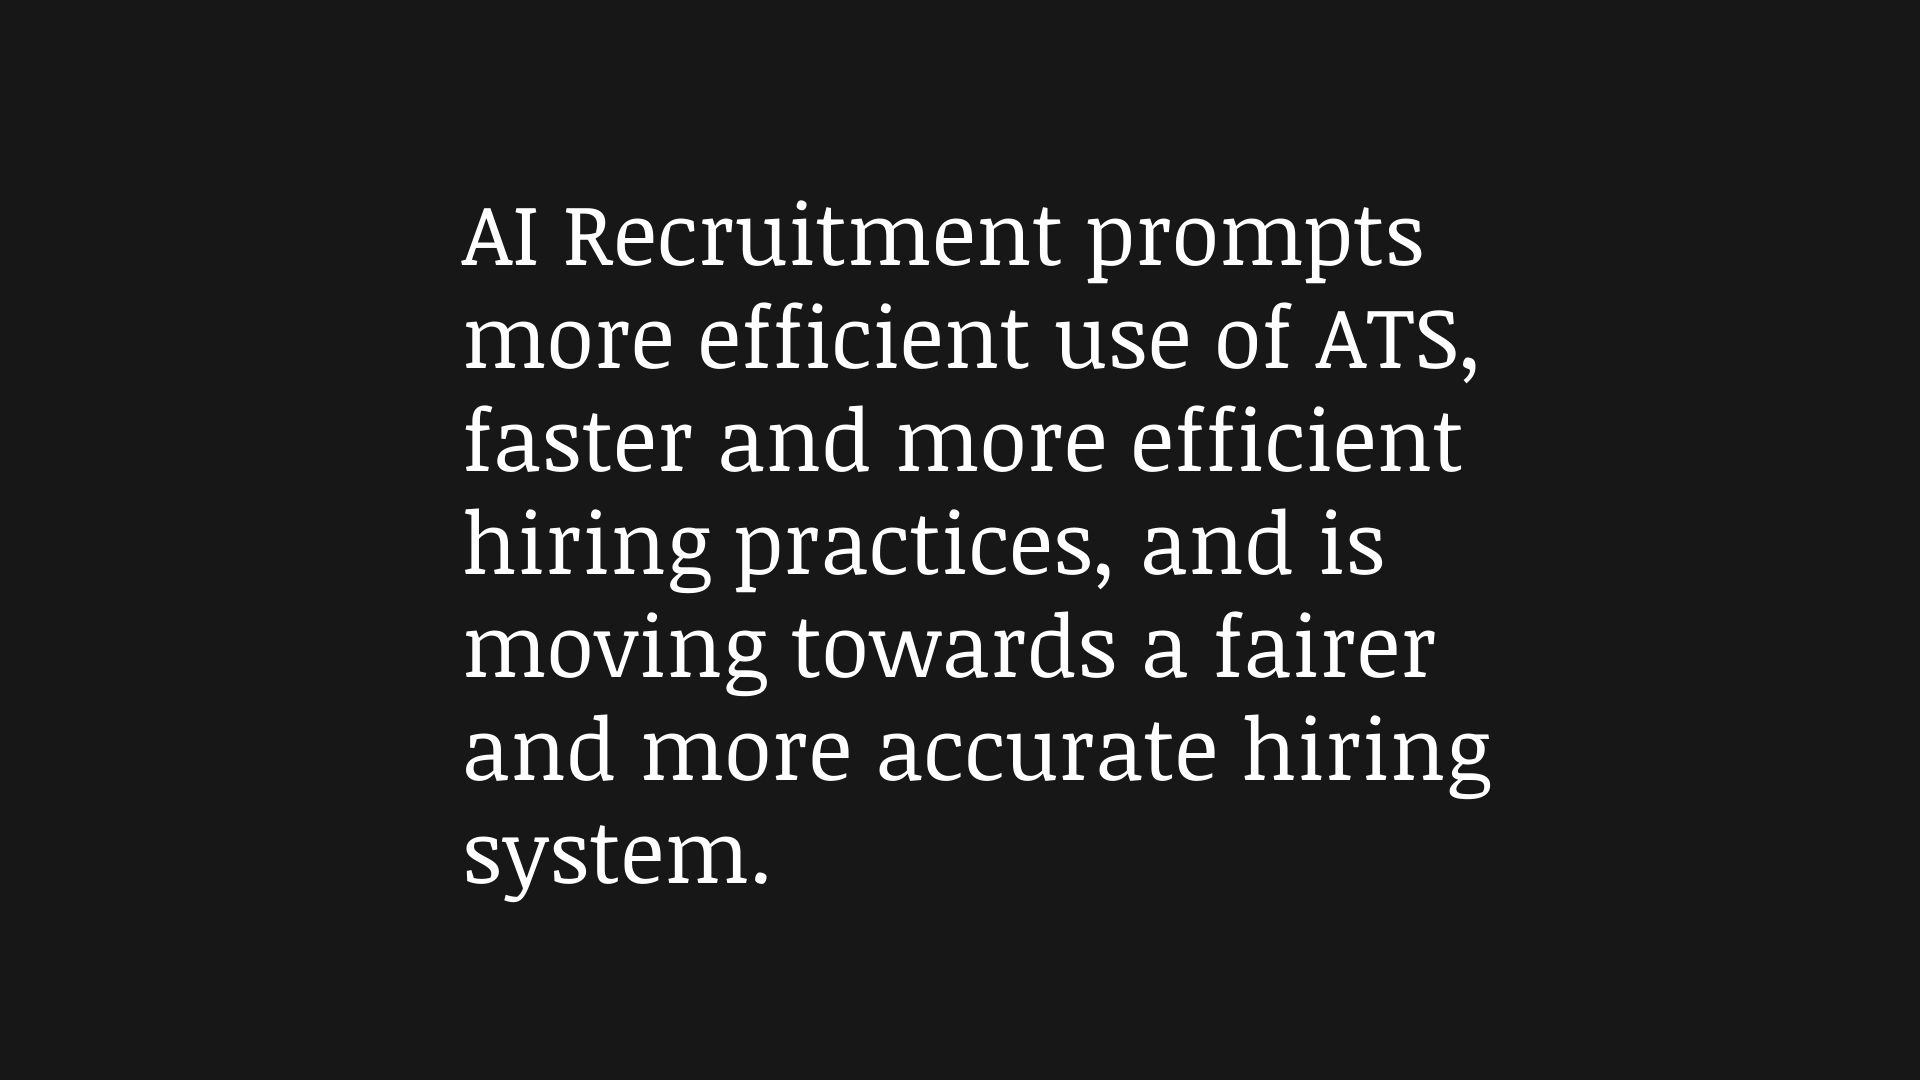 AI Recruitment prompts
more efficient use of ATS,
faster and more efficient
hiring practices, and is
moving towards a fairer
and more accurate hiring
system.